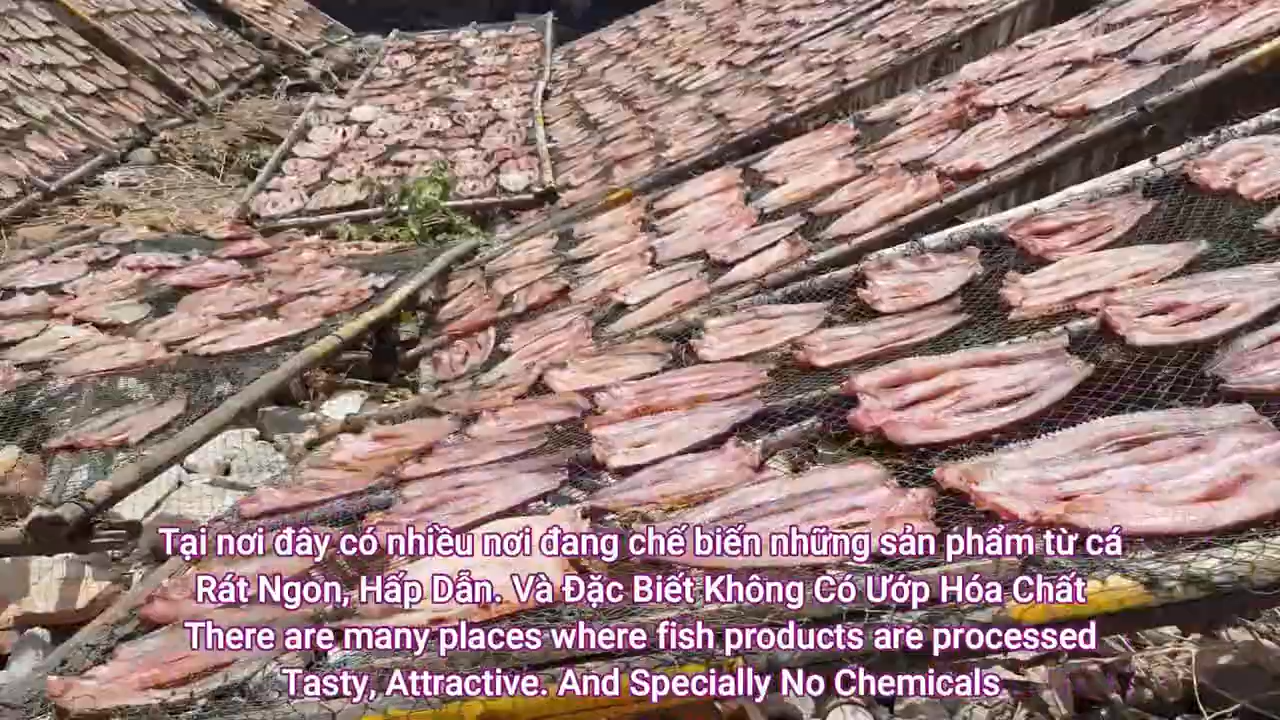 Tại nơi đây có nhiều nơi đang chế biến những sản phẩm từ cá
Rát Ngon, Hấp Dẫn. Và Đặc Biết Không Có Ướp Hóa Chất
There are many places where fish products are processed
Tasty, Attractive. And Specially No Chemicals